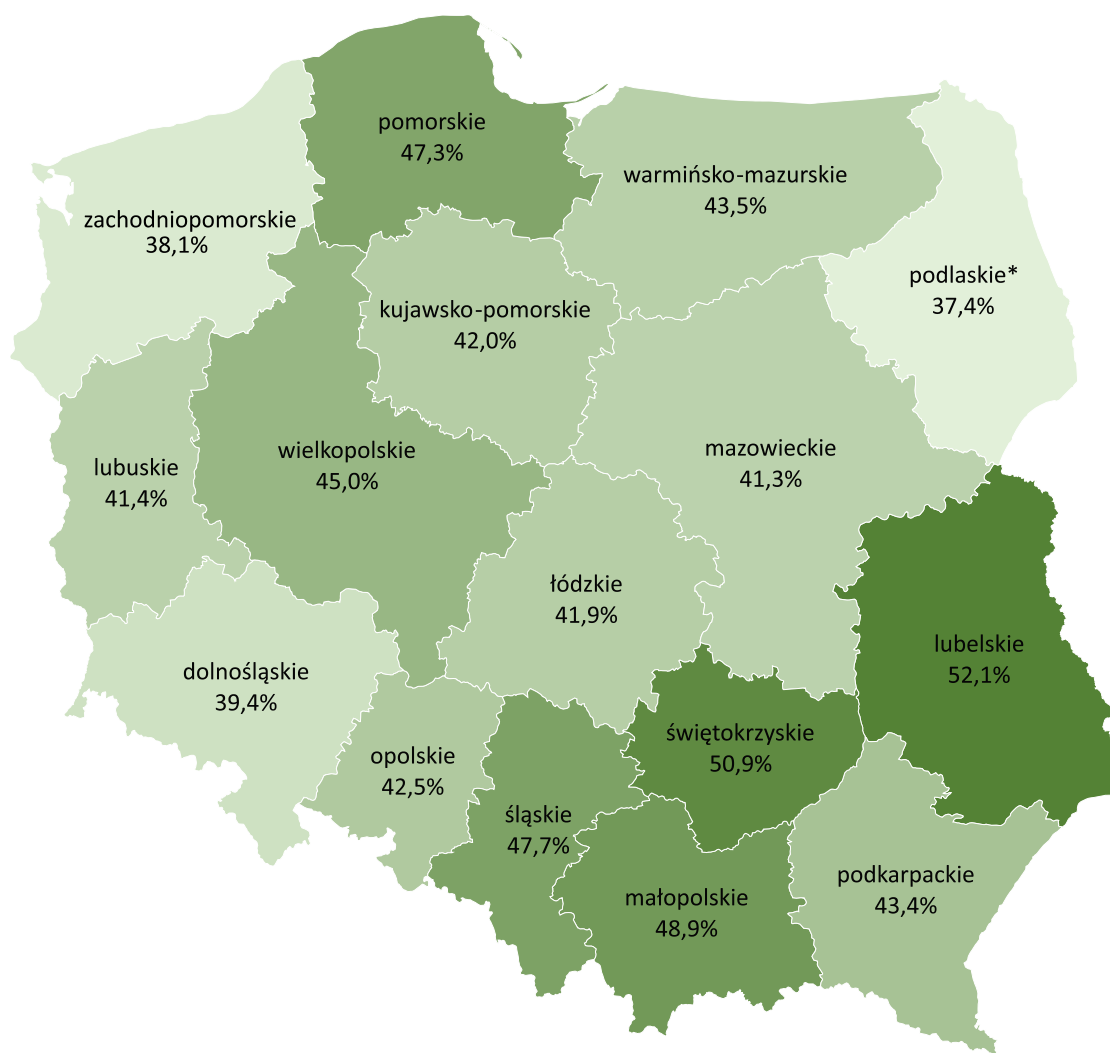 pomorskie
47,3%
warmińsko-mazurskie
43,5%
zachodniopomorskie
38,1%
podlaskie*
37,4%
kujawsko-pomorskie
42,0%
wielkopolskie
45,0%
mazowieckie
41,3%
lubuskie
41,4%
łódzkie
41,9%
lubelskie
52,1%
dolnośląskie
39,4%
świętokrzyskie
50,9%
opolskie
42,5%
śląskie
47,7%
podkarpackie
43,4%
małopolskie
48,9%